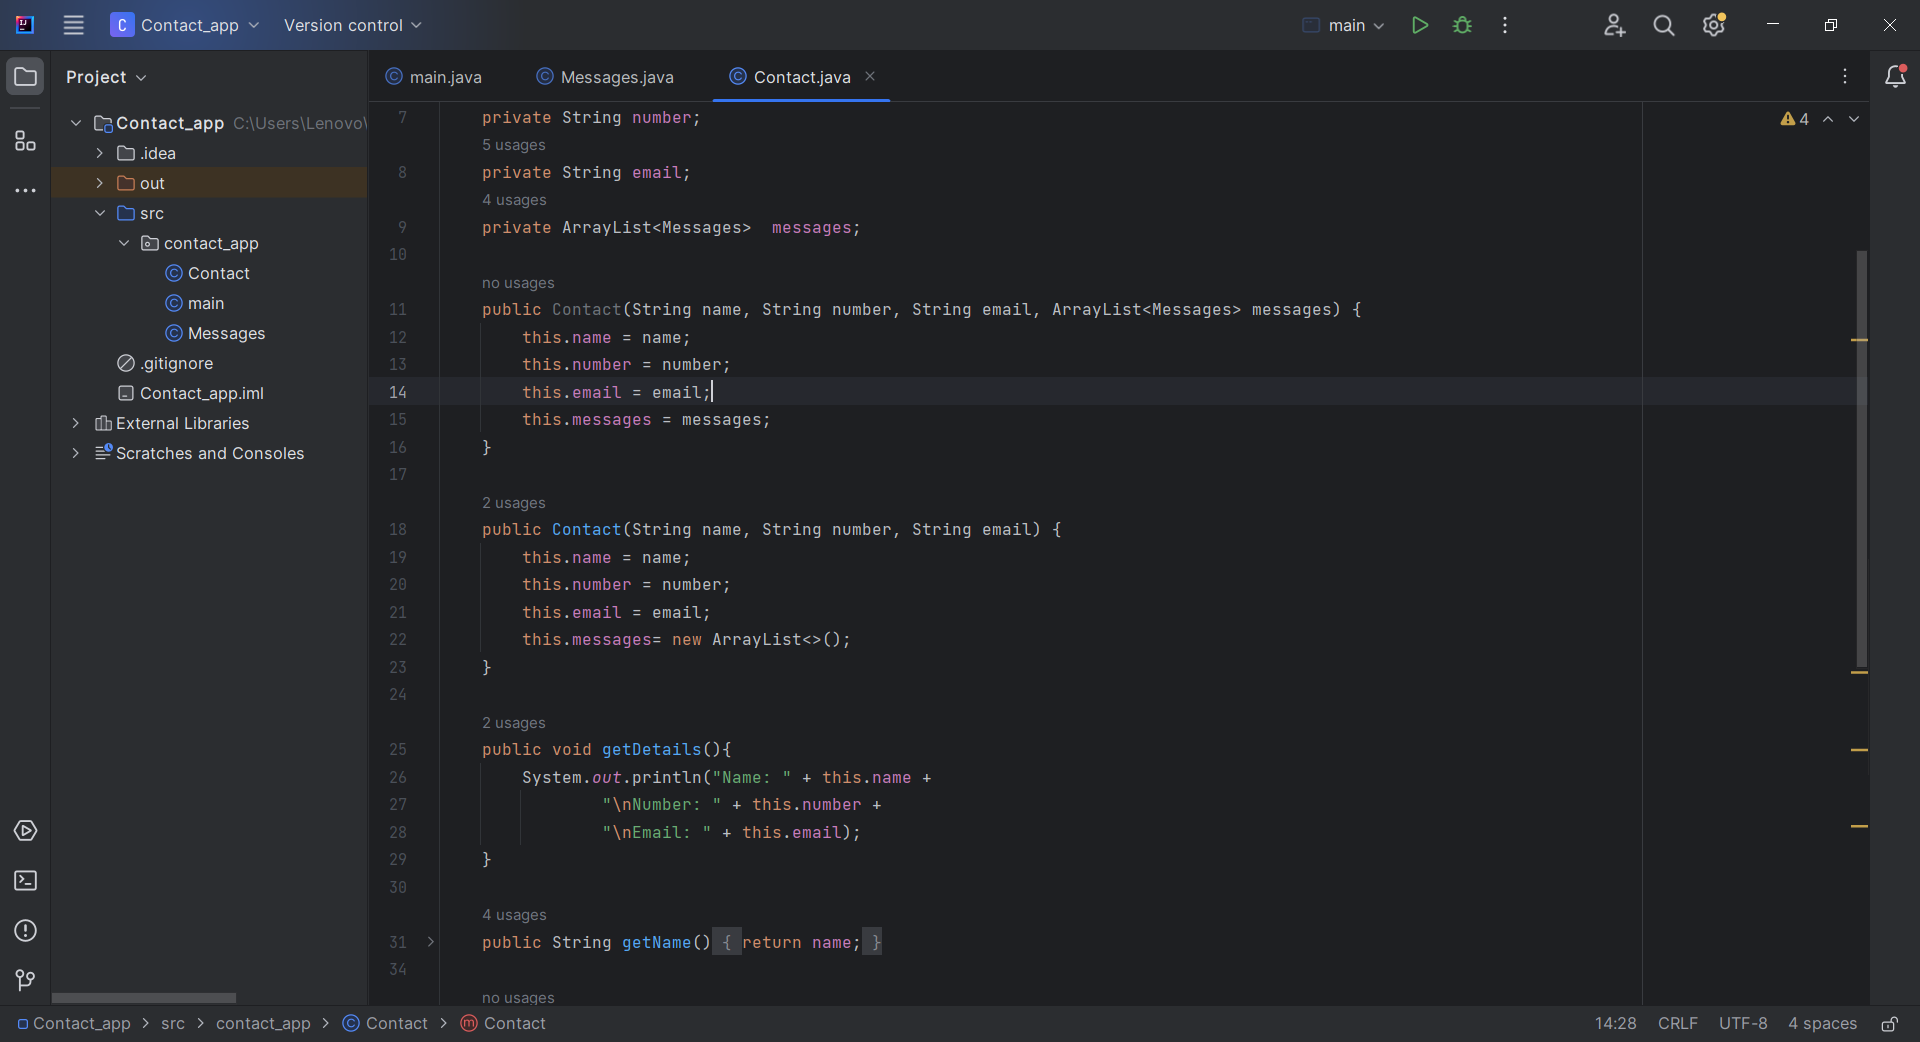 Contact_app
Version control
main
Project
main.java
Messages.java
Contact.java
Contact_app C:\Users\Lenovo\
.idea
out
src
contact_app
Contact
main
Messages
.gitignore
Contact_app.iml
External Libraries
Scratches and Consoles
4
7 private String number;
5 usages
8 private String email;
4 usages
9 private ArrayList<Messages>  messages;
10
no usages
11 public Contact(String name, String number, String email, ArrayList<Messages> messages) {
12 this.name = name;
13 this.number = number;
14 this.email = email;
15 this.messages = messages;
16 }
17
2 usages
18 public Contact(String name, String number, String email) {
19 this.name = name;
20 this.number = number;
21 this.email = email;
22 this.messages= new ArrayList<>();
23 }
24
2 usages
25 public void getDetails(){
26 System.out.println("Name: " + this.name +
27 "\nNumber: " + this.number +
28 "\nEmail: " + this.email);
29 }
30
4 usages
31 public String getName() { return name; }
34
no usages
Contact_app > src > contact_app > Contact > Contact
14:28 CRLF UTF-8 4 spaces